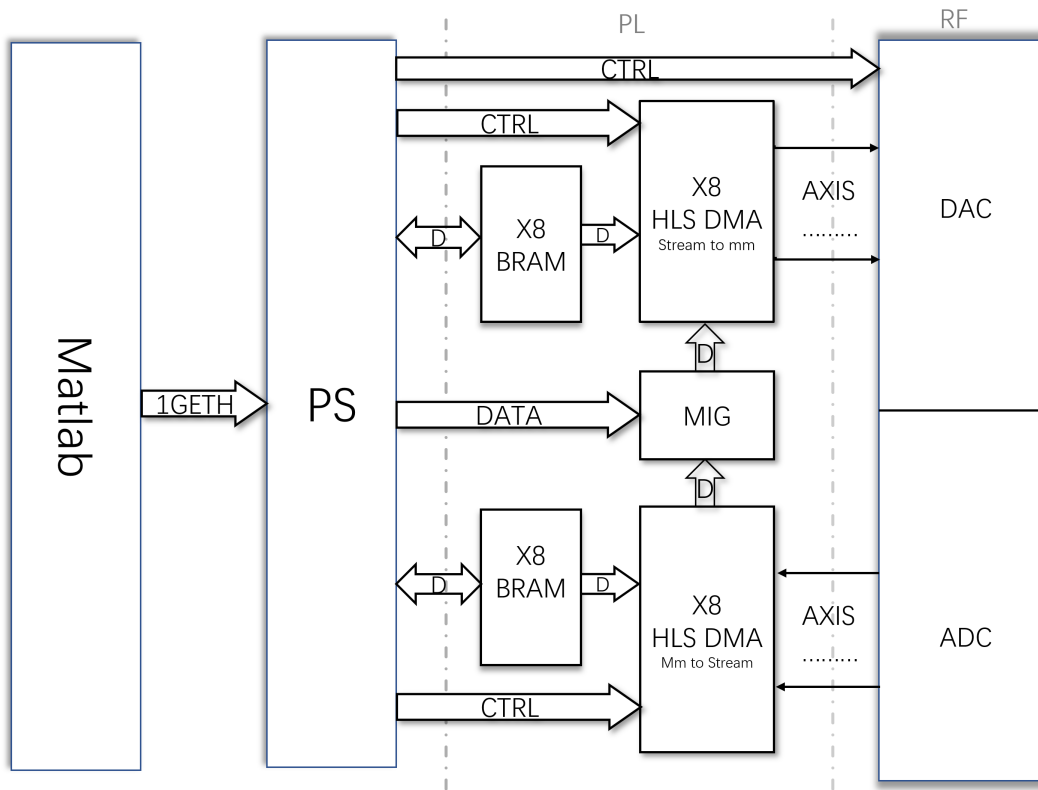 PL
RF
CTRL
CTRL
X8
HLS DMA
Stream to mm
AXIS
.........
DAC
D
X8
BRAM
D
D
Matlab
1GETH
PS
DATA
MIG
D
D
X8
BRAM
D
X8
HLS DMA
Mm to Stream
AXIS
.........
ADC
CTRL